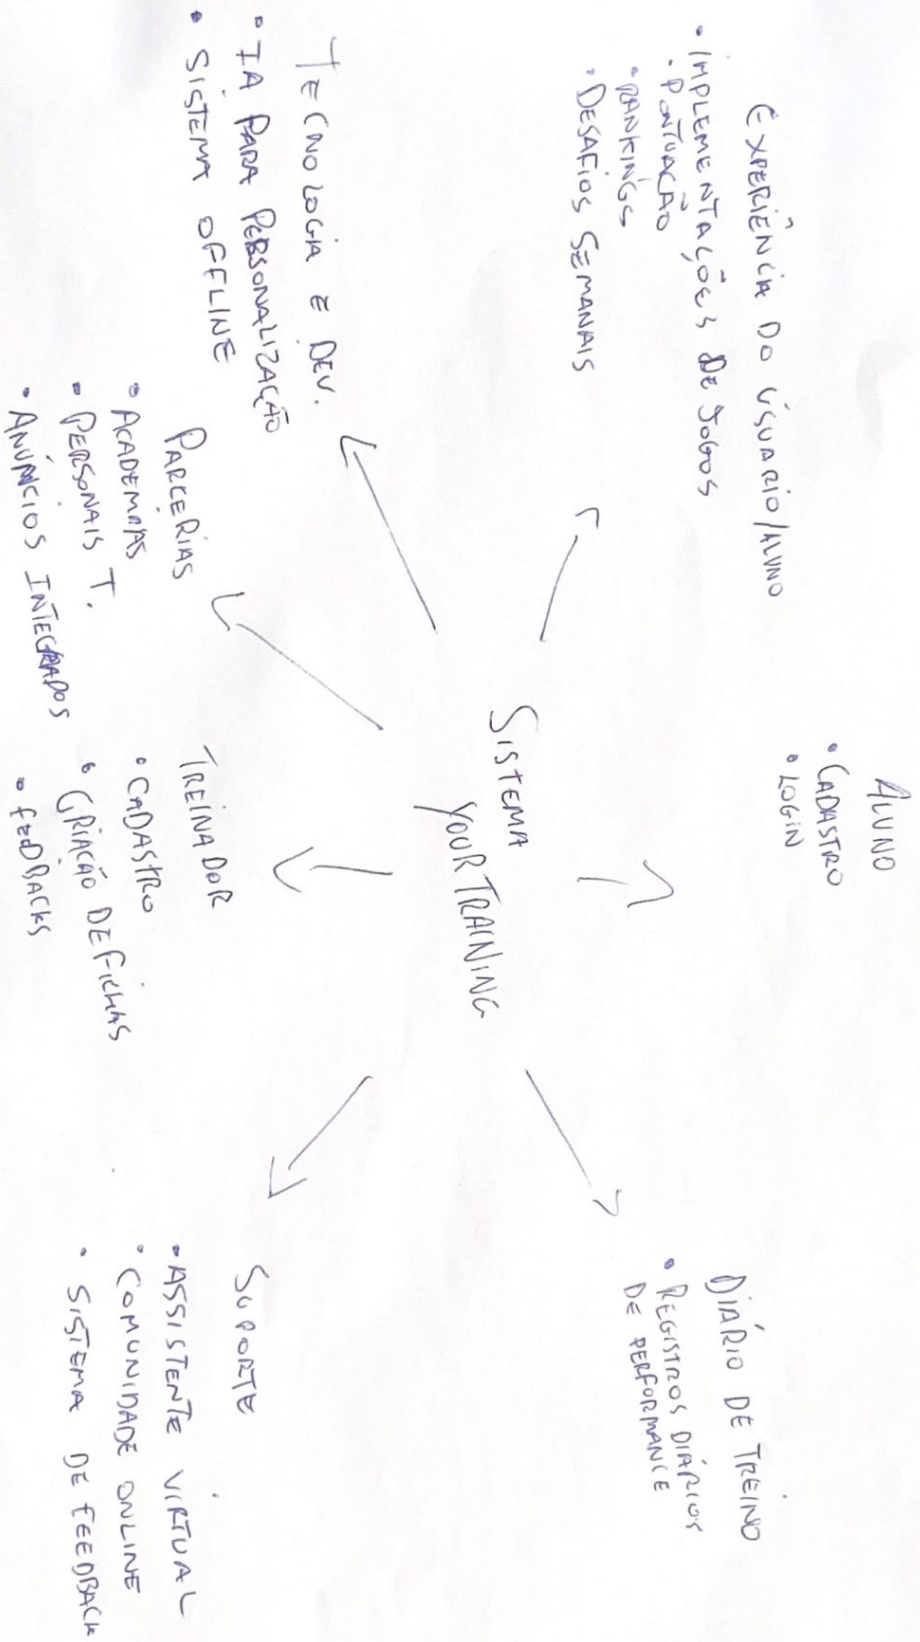 EXPERIÊNCIA DO USUARIO/ALUNO
• IMPLEMENTAÇÕES DE JOGOS
• PONTUAÇÃO
• RANKINGS
• DESAFIOS SEMANAIS
ALUNO
• CADASTRO
• LOGIN
DIÁRIO DE TREINO
• REGISTROS DIÁRIOS
DE PERFORMANCE
SISTEMA
YOUR TRAINING
TECNOLOGIA E DEV.
• IA PARA PERSONALIZAÇÃO
• SISTEMA OFFLINE
PARCERIAS
• ACADEMIAS
• PERSONAIS T.
• ANÚNCIOS INTEGRADOS
TREINADOR
• CADASTRO
• CRIAÇÃO DE FICHAS
• FEEDBACKS
SUPORTE
• ASSISTENTE VIRTUAL
• COMUNIDADE ONLINE
• SISTEMA DE FEEDBACK